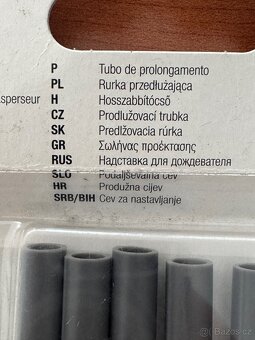 P Tubo de prolongamento
PL Rurka przedłużająca
asperseur H Hosszabbítócső
CZ Prodlužovací trubka
SK Predlžovacia rúrka
GR Σωλήνας προέκτασης
RUS Надставка для дождевателя
SLO Podaljševalna cev
HR Produžna cijev
SRB/BIH Cev za nastavljanje